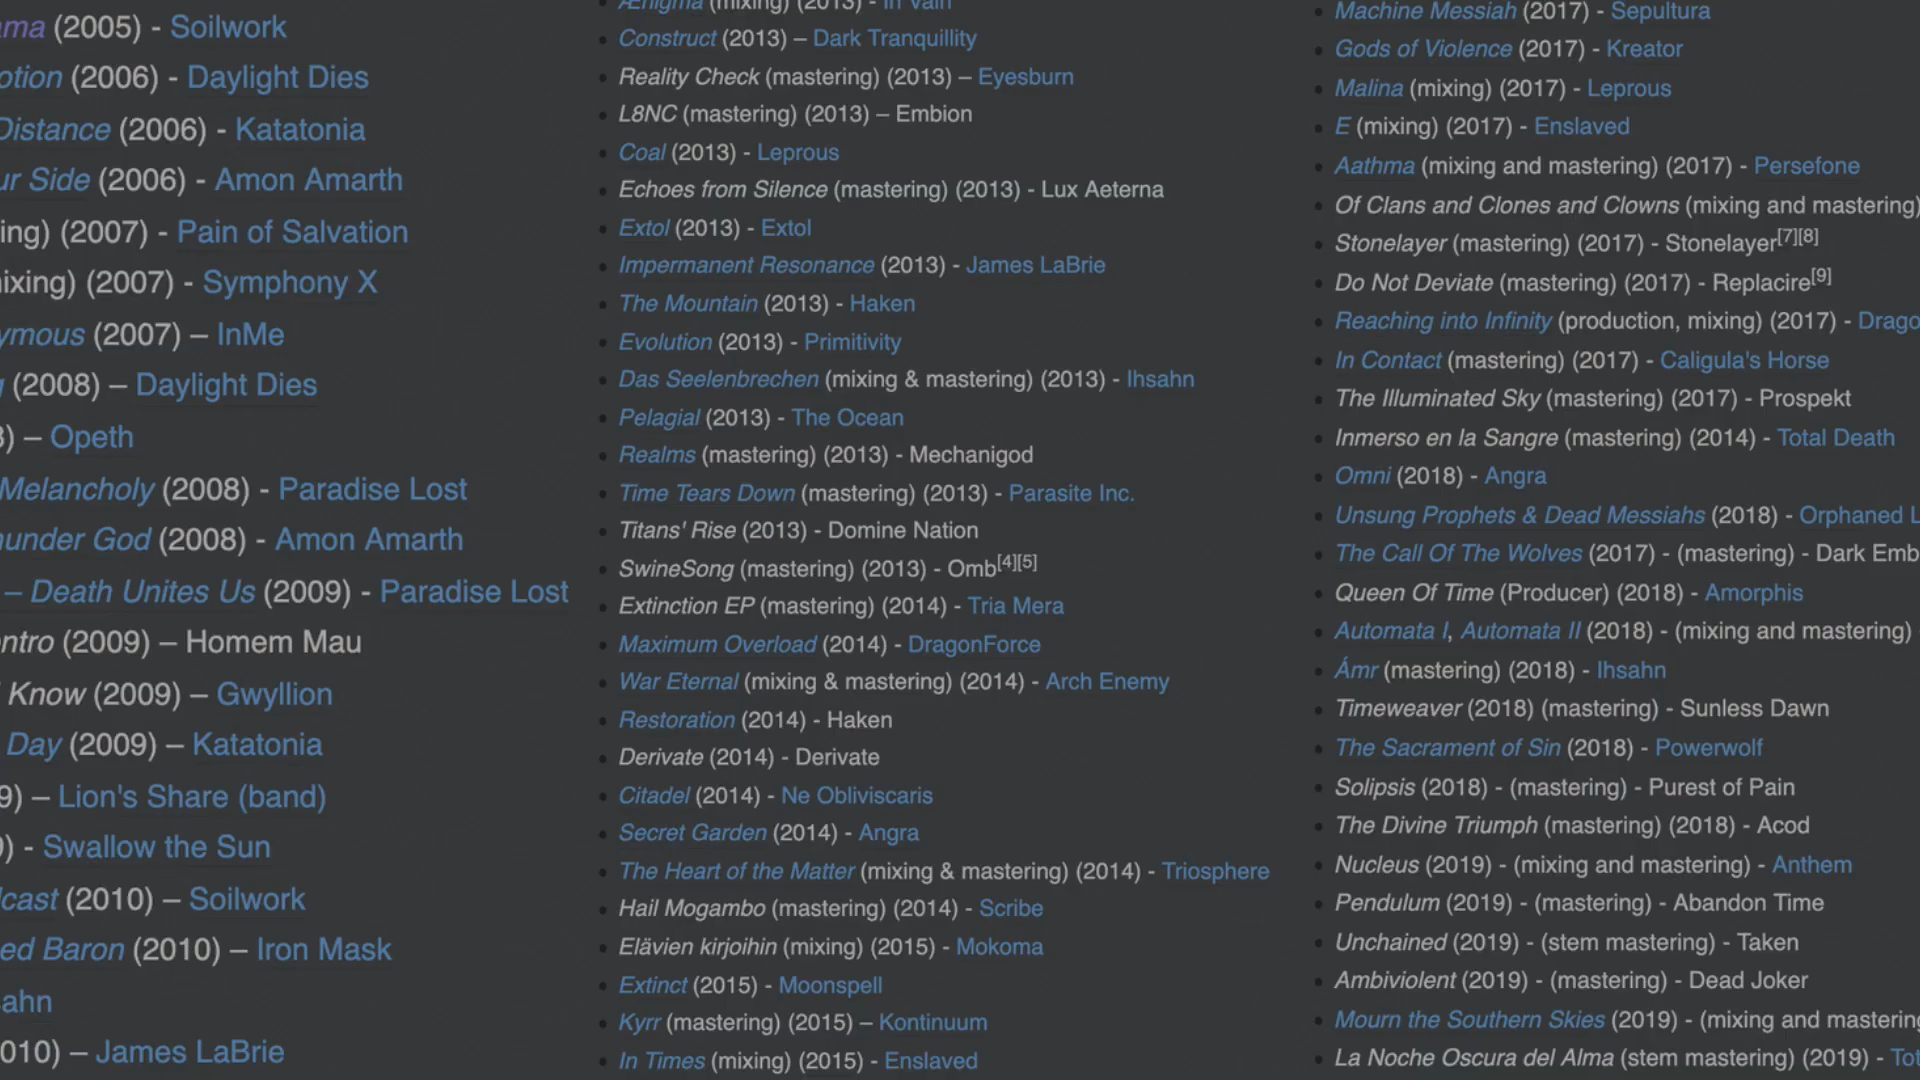 ama (2005) - Soilwork
otion (2006) - Daylight Dies
Distance (2006) - Katatonia
ur Side (2006) - Amon Amarth
ing) (2007) - Pain of Salvation
ixing) (2007) - Symphony X
ymous (2007) – InMe
(2008) – Daylight Dies
) – Opeth
Melancholy (2008) - Paradise Lost
hunder God (2008) - Amon Amarth
– Death Unites Us (2009) - Paradise Lost
entro (2009) – Homem Mau
Know (2009) – Gwyllion
Day (2009) – Katatonia
9) – Lion's Share (band)
) - Swallow the Sun
cast (2010) – Soilwork
ed Baron (2010) – Iron Mask
sahn
010) – James LaBrie
Ænigma (mixing) (2013) - In Vain
Construct (2013) – Dark Tranquillity
Reality Check (mastering) (2013) – Eyesburn
L8NC (mastering) (2013) – Embion
Coal (2013) - Leprous
Echoes from Silence (mastering) (2013) - Lux Aeterna
Extol (2013) - Extol
Impermanent Resonance (2013) - James LaBrie
The Mountain (2013) - Haken
Evolution (2013) - Primitivity
Das Seelenbrechen (mixing & mastering) (2013) - Ihsahn
Pelagial (2013) - The Ocean
Realms (mastering) (2013) - Mechanigod
Time Tears Down (mastering) (2013) - Parasite Inc.
Titans' Rise (2013) - Domine Nation
SwineSong (mastering) (2013) - Omb[4][5]
Extinction EP (mastering) (2014) - Tria Mera
Maximum Overload (2014) - DragonForce
War Eternal (mixing & mastering) (2014) - Arch Enemy
Restoration (2014) - Haken
Derivate (2014) - Derivate
Citadel (2014) - Ne Obliviscaris
Secret Garden (2014) - Angra
The Heart of the Matter (mixing & mastering) (2014) - Triosphere
Hail Mogambo (mastering) (2014) - Scribe
Elävien kirjoihin (mixing) (2015) - Mokoma
Extinct (2015) - Moonspell
Kyrr (mastering) (2015) – Kontinuum
In Times (mixing) (2015) - Enslaved
Machine Messiah (2017) - Sepultura
Gods of Violence (2017) - Kreator
Malina (mixing) (2017) - Leprous
E (mixing) (2017) - Enslaved
Aathma (mixing and mastering) (2017) - Persefone
Of Clans and Clones and Clowns (mixing and mastering)
Stonelayer (mastering) (2017) - Stonelayer[7][8]
Do Not Deviate (mastering) (2017) - Replacire[9]
Reaching into Infinity (production, mixing) (2017) - Drago
In Contact (mastering) (2017) - Caligula's Horse
The Illuminated Sky (mastering) (2017) - Prospekt
Inmerso en la Sangre (mastering) (2014) - Total Death
Omni (2018) - Angra
Unsung Prophets & Dead Messiahs (2018) - Orphaned L
The Call Of The Wolves (2017) - (mastering) - Dark Emb
Queen Of Time (Producer) (2018) - Amorphis
Automata I, Automata II (2018) - (mixing and mastering)
Ámr (mastering) (2018) - Ihsahn
Timeweaver (2018) (mastering) - Sunless Dawn
The Sacrament of Sin (2018) - Powerwolf
Solipsis (2018) - (mastering) - Purest of Pain
The Divine Triumph (mastering) (2018) - Acod
Nucleus (2019) - (mixing and mastering) - Anthem
Pendulum (2019) - (mastering) - Abandon Time
Unchained (2019) - (stem mastering) - Taken
Ambiviolent (2019) - (mastering) - Dead Joker
Mourn the Southern Skies (2019) - (mixing and mastering
La Noche Oscura del Alma (stem mastering) (2019) - Tot